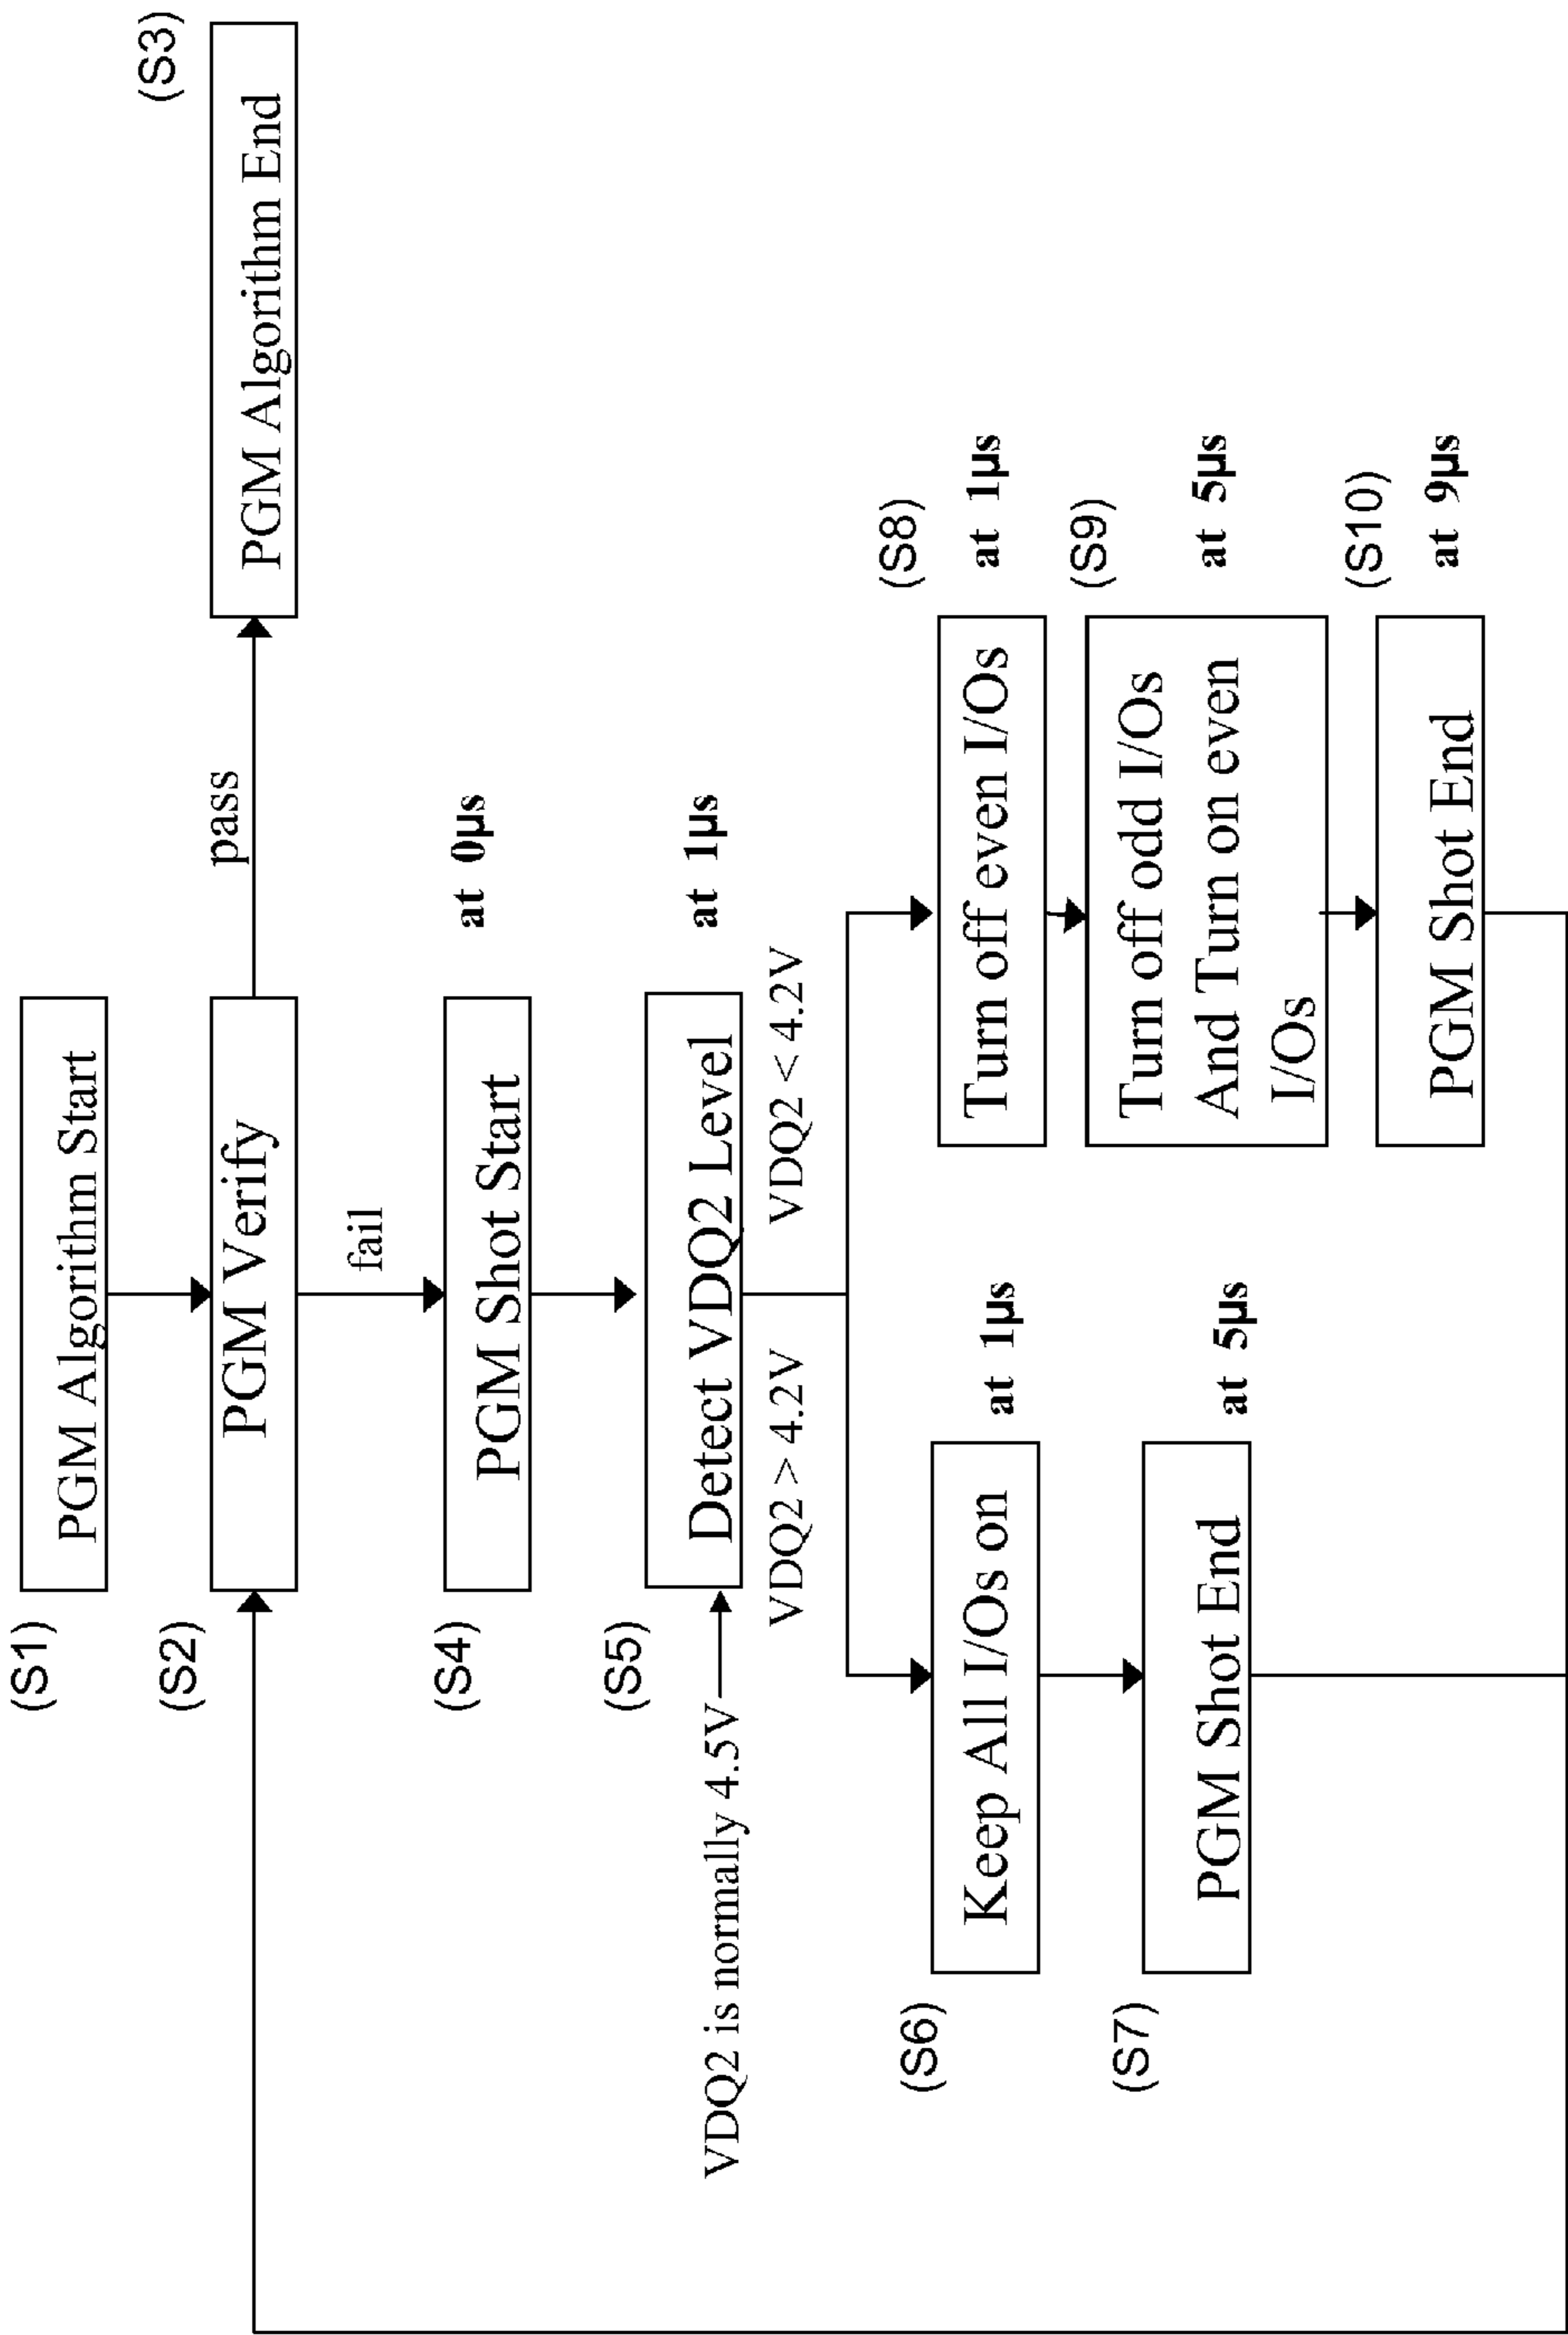 (S1)
PGM Algorithm Start
(S2)
PGM Verify
pass
(S3)
PGM Algorithm End
fail
(S4)
PGM Shot Start
at 0µs
(S5)
VDQ2 is normally 4.5V
Detect VDQ2 Level
at 1µs
VDQ2 > 4.2V
VDQ2 < 4.2V
(S6)
Keep All I/Os on
at 1µs
(S7)
PGM Shot End
at 5µs
(S8)
Turn off even I/Os
at 1µs
(S9)
Turn off odd I/Os
And Turn on even
I/Os
at 5µs
(S10)
PGM Shot End
at 9µs